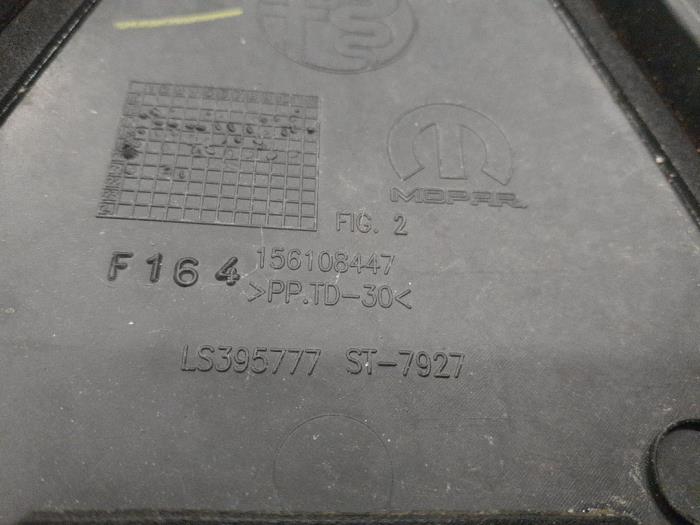 MOPAR
FIG. 2
F164 156108447
>PP.TD-30<
LS395777 ST-7927